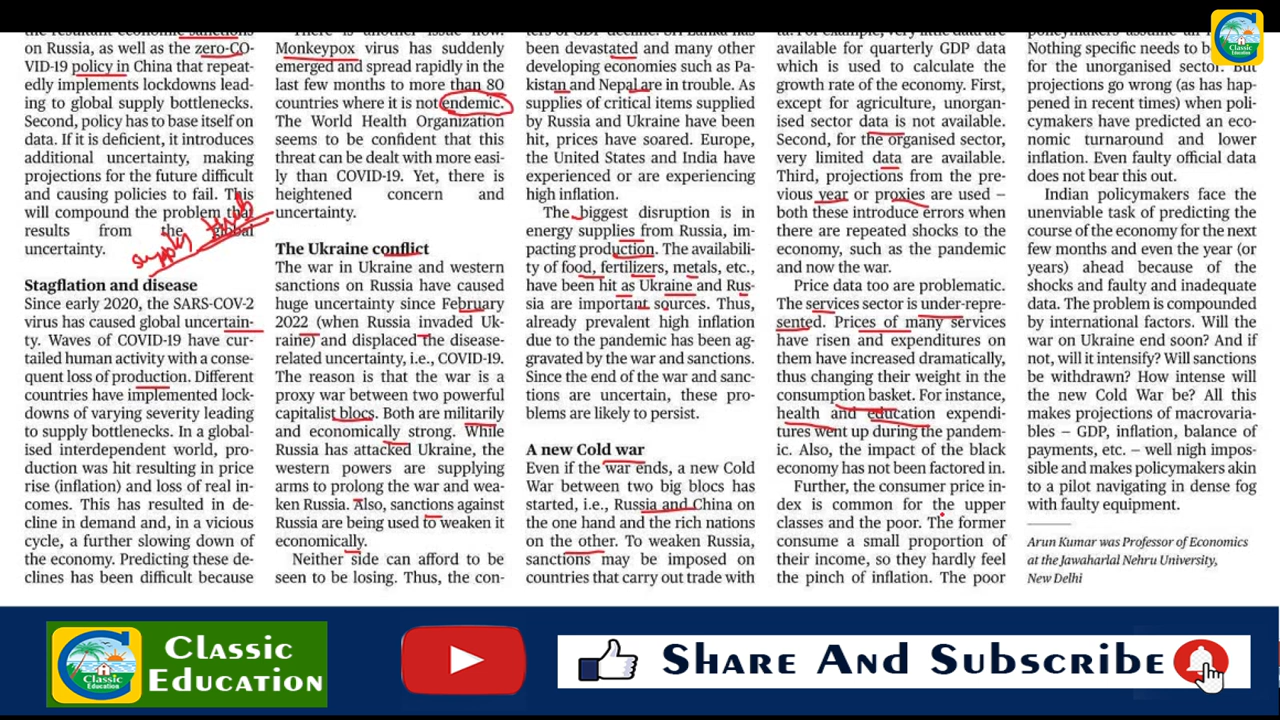 the resultant economic sanctions
on Russia, as well as the zero-CO-
VID-19 policy in China that repeat-
edly implements lockdowns lead-
ing to global supply bottlenecks.
Second, policy has to base itself on
data. If it is deficient, it introduces
additional uncertainty, making
projections for the future difficult
and causing policies to fail. This
will compound the problem that
results from the global
uncertainty.
supply
Stagflation and disease
Since early 2020, the SARS-COV-2
virus has caused global uncertain-
ty. Waves of COVID-19 have cur-
tailed human activity with a conse-
quent loss of production. Different
countries have implemented lock-
downs of varying severity leading
to supply bottlenecks. In a global-
ised interdependent world, pro-
duction was hit resulting in price
rise (inflation) and loss of real in-
comes. This has resulted in de-
cline in demand and, in a vicious
cycle, a further slowing down of
the economy. Predicting these de-
clines has been difficult because
There is another issue now.
Monkeypox virus has suddenly
emerged and spread rapidly in the
last few months to more than 80
countries where it is not endemic.
The World Health Organization
seems to be confident that this
threat can be dealt with more easi-
ly than COVID-19. Yet, there is
heightened concern and
uncertainty.
The Ukraine conflict
The war in Ukraine and western
sanctions on Russia have caused
huge uncertainty since February
2022 (when Russia invaded Uk-
raine) and displaced the disease-
related uncertainty, i.e., COVID-19.
The reason is that the war is a
proxy war between two powerful
capitalist blocs. Both are militarily
and economically strong. While
Russia has attacked Ukraine, the
western powers are supplying
arms to prolong the war and wea-
ken Russia. Also, sanctions against
Russia are being used to weaken it
economically.
Neither side can afford to be
seen to be losing. Thus, the con-
ters of GDP decline. Sri Lanka has
been devastated and many other
developing economies such as Pa-
kistan and Nepal are in trouble. As
supplies of critical items supplied
by Russia and Ukraine have been
hit, prices have soared. Europe,
the United States and India have
experienced or are experiencing
high inflation.
The biggest disruption is in
energy supplies from Russia, im-
pacting production. The availabili-
ty of food, fertilizers, metals, etc.,
have been hit as Ukraine and Rus-
sia are important sources. Thus,
already prevalent high inflation
due to the pandemic has been ag-
gravated by the war and sanctions.
Since the end of the war and sanc-
tions are uncertain, these pro-
blems are likely to persist.
A new Cold war
Even if the war ends, a new Cold
War between two big blocs has
started, i.e., Russia and China on
the one hand and the rich nations
on the other. To weaken Russia,
sanctions may be imposed on
countries that carry out trade with
available for quarterly GDP data
which is used to calculate the
growth rate of the economy. First,
except for agriculture, unorgan-
ised sector data is not available.
Second, for the organised sector,
very limited data are available.
Third, projections from the pre-
vious year or proxies are used –
both these introduce errors when
there are repeated shocks to the
economy, such as the pandemic
and now the war.
Price data too are problematic.
The services sector is under-repre-
sented. Prices of many services
have risen and expenditures on
them have increased dramatically,
thus changing their weight in the
consumption basket. For instance,
health and education expendi-
tures went up during the pandem-
ic. Also, the impact of the black
economy has not been factored in.
Further, the consumer price in-
dex is common for the upper
classes and the poor. The former
consume a small proportion of
their income, so they hardly feel
the pinch of inflation. The poor
Nothing specific needs to b
for the unorganised sector. But
projections go wrong (as has hap-
pened in recent times) when poli-
cymakers have predicted an eco-
nomic turnaround and lower
inflation. Even faulty official data
does not bear this out.
Indian policymakers face the
unenviable task of predicting the
course of the economy for the next
few months and even the year (or
years) ahead because of the
shocks and faulty and inadequate
data. The problem is compounded
by international factors. Will the
war on Ukraine end soon? And if
not, will it intensify? Will sanctions
be withdrawn? How intense will
the new Cold War be? All this
makes projections of macrovaria-
bles – GDP, inflation, balance of
payments, etc. – well nigh impos-
sible and makes policymakers akin
to a pilot navigating in dense fog
with faulty equipment.
Arun Kumar was Professor of Economics
at the Jawaharlal Nehru University,
New Delhi
Classic
Education
Classic
Education
Classic
Education
Share And Subscribe